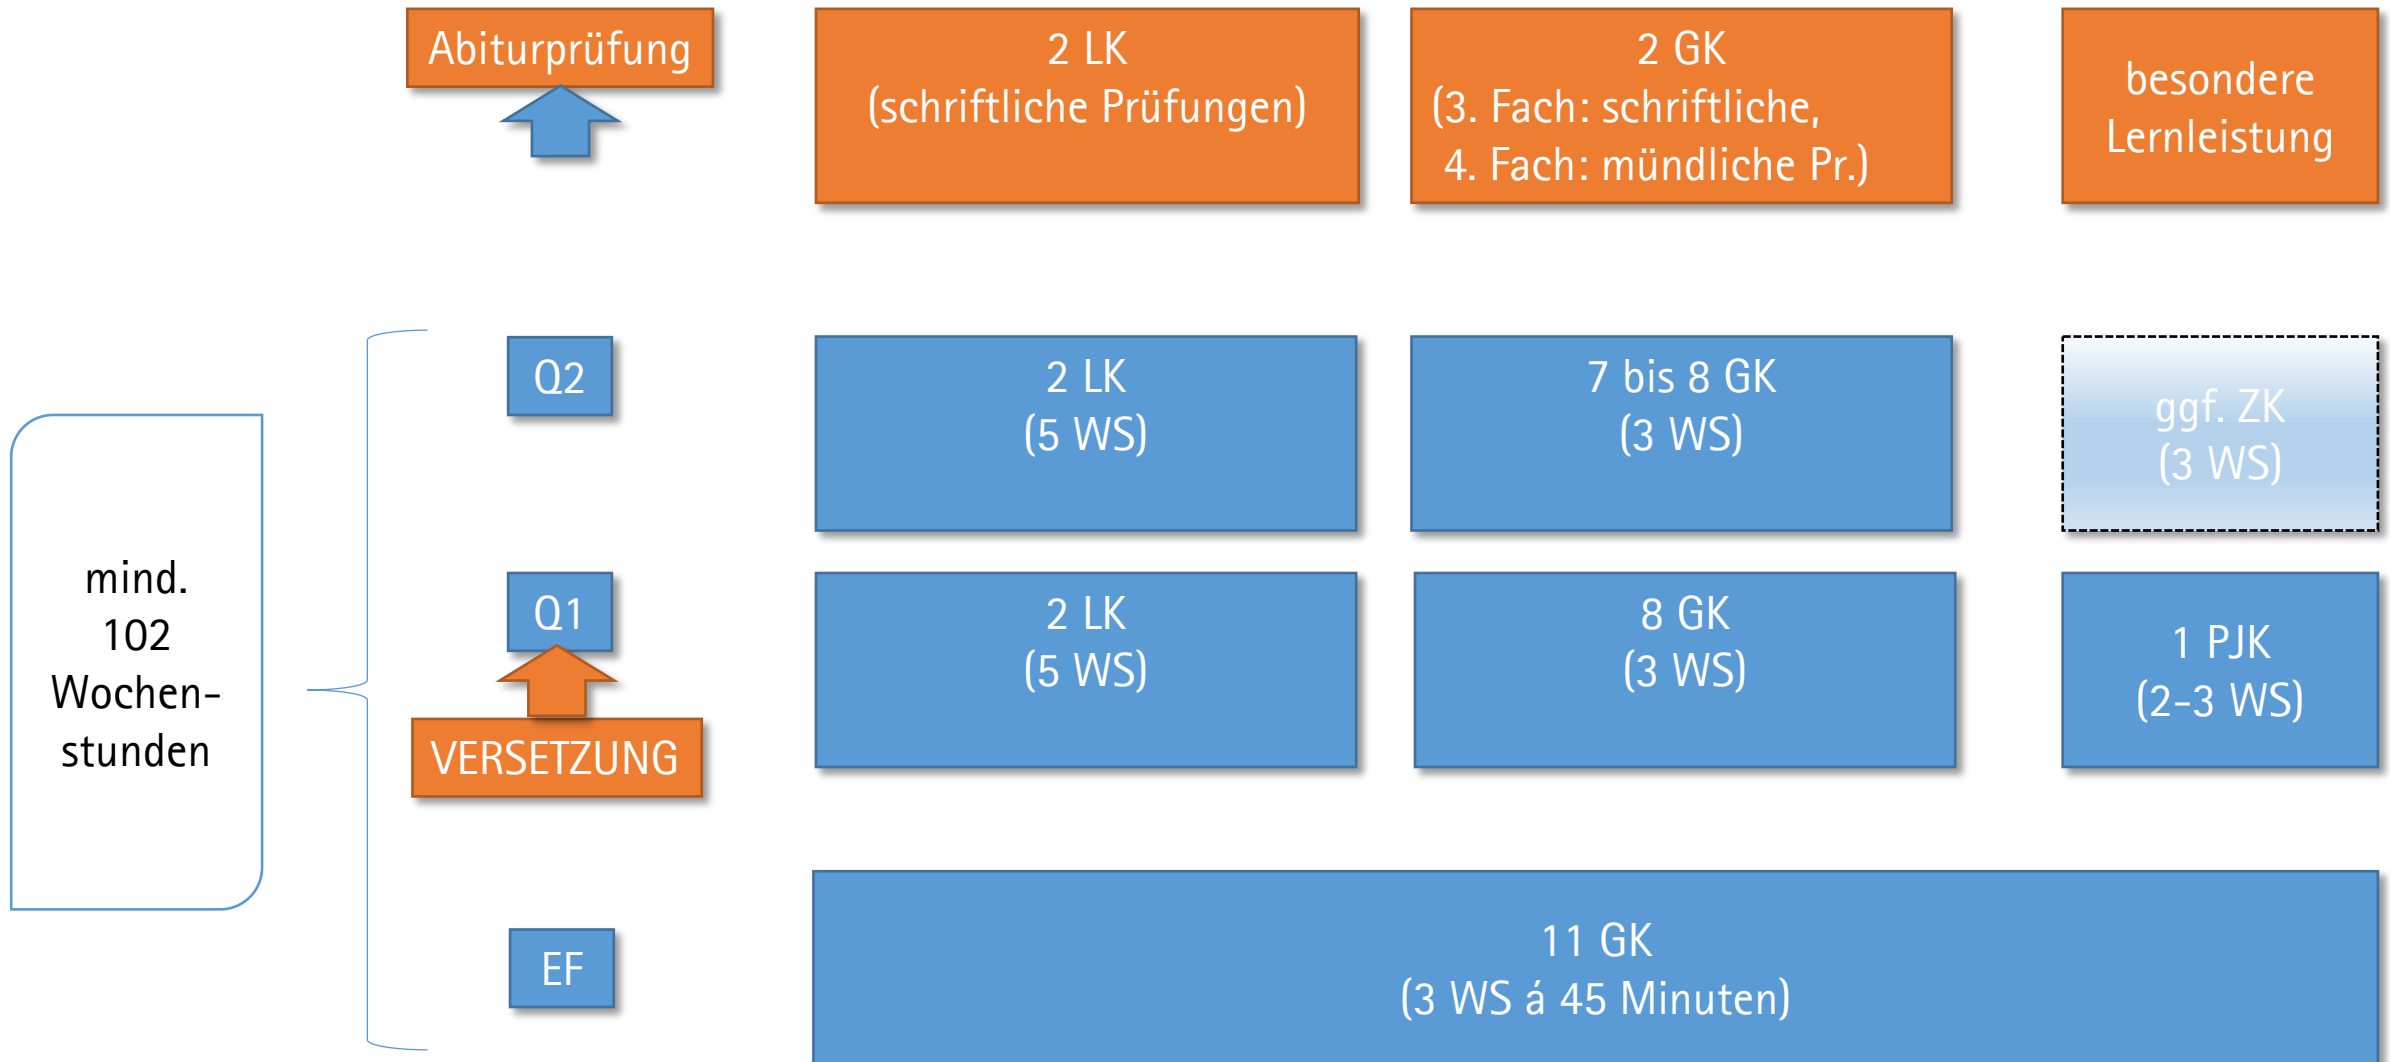 Abiturprüfung
2 LK
(schriftliche Prüfungen)
2 GK
(3. Fach: schriftliche,
4. Fach: mündliche Pr.)
besondere
Lernleistung
mind.
102
Wochen-
stunden
Q2
2 LK
(5 WS)
7 bis 8 GK
(3 WS)
ggf. ZK
(3 WS)
Q1
VERSETZUNG
2 LK
(5 WS)
8 GK
(3 WS)
1 PJK
(2-3 WS)
EF
11 GK
(3 WS á 45 Minuten)